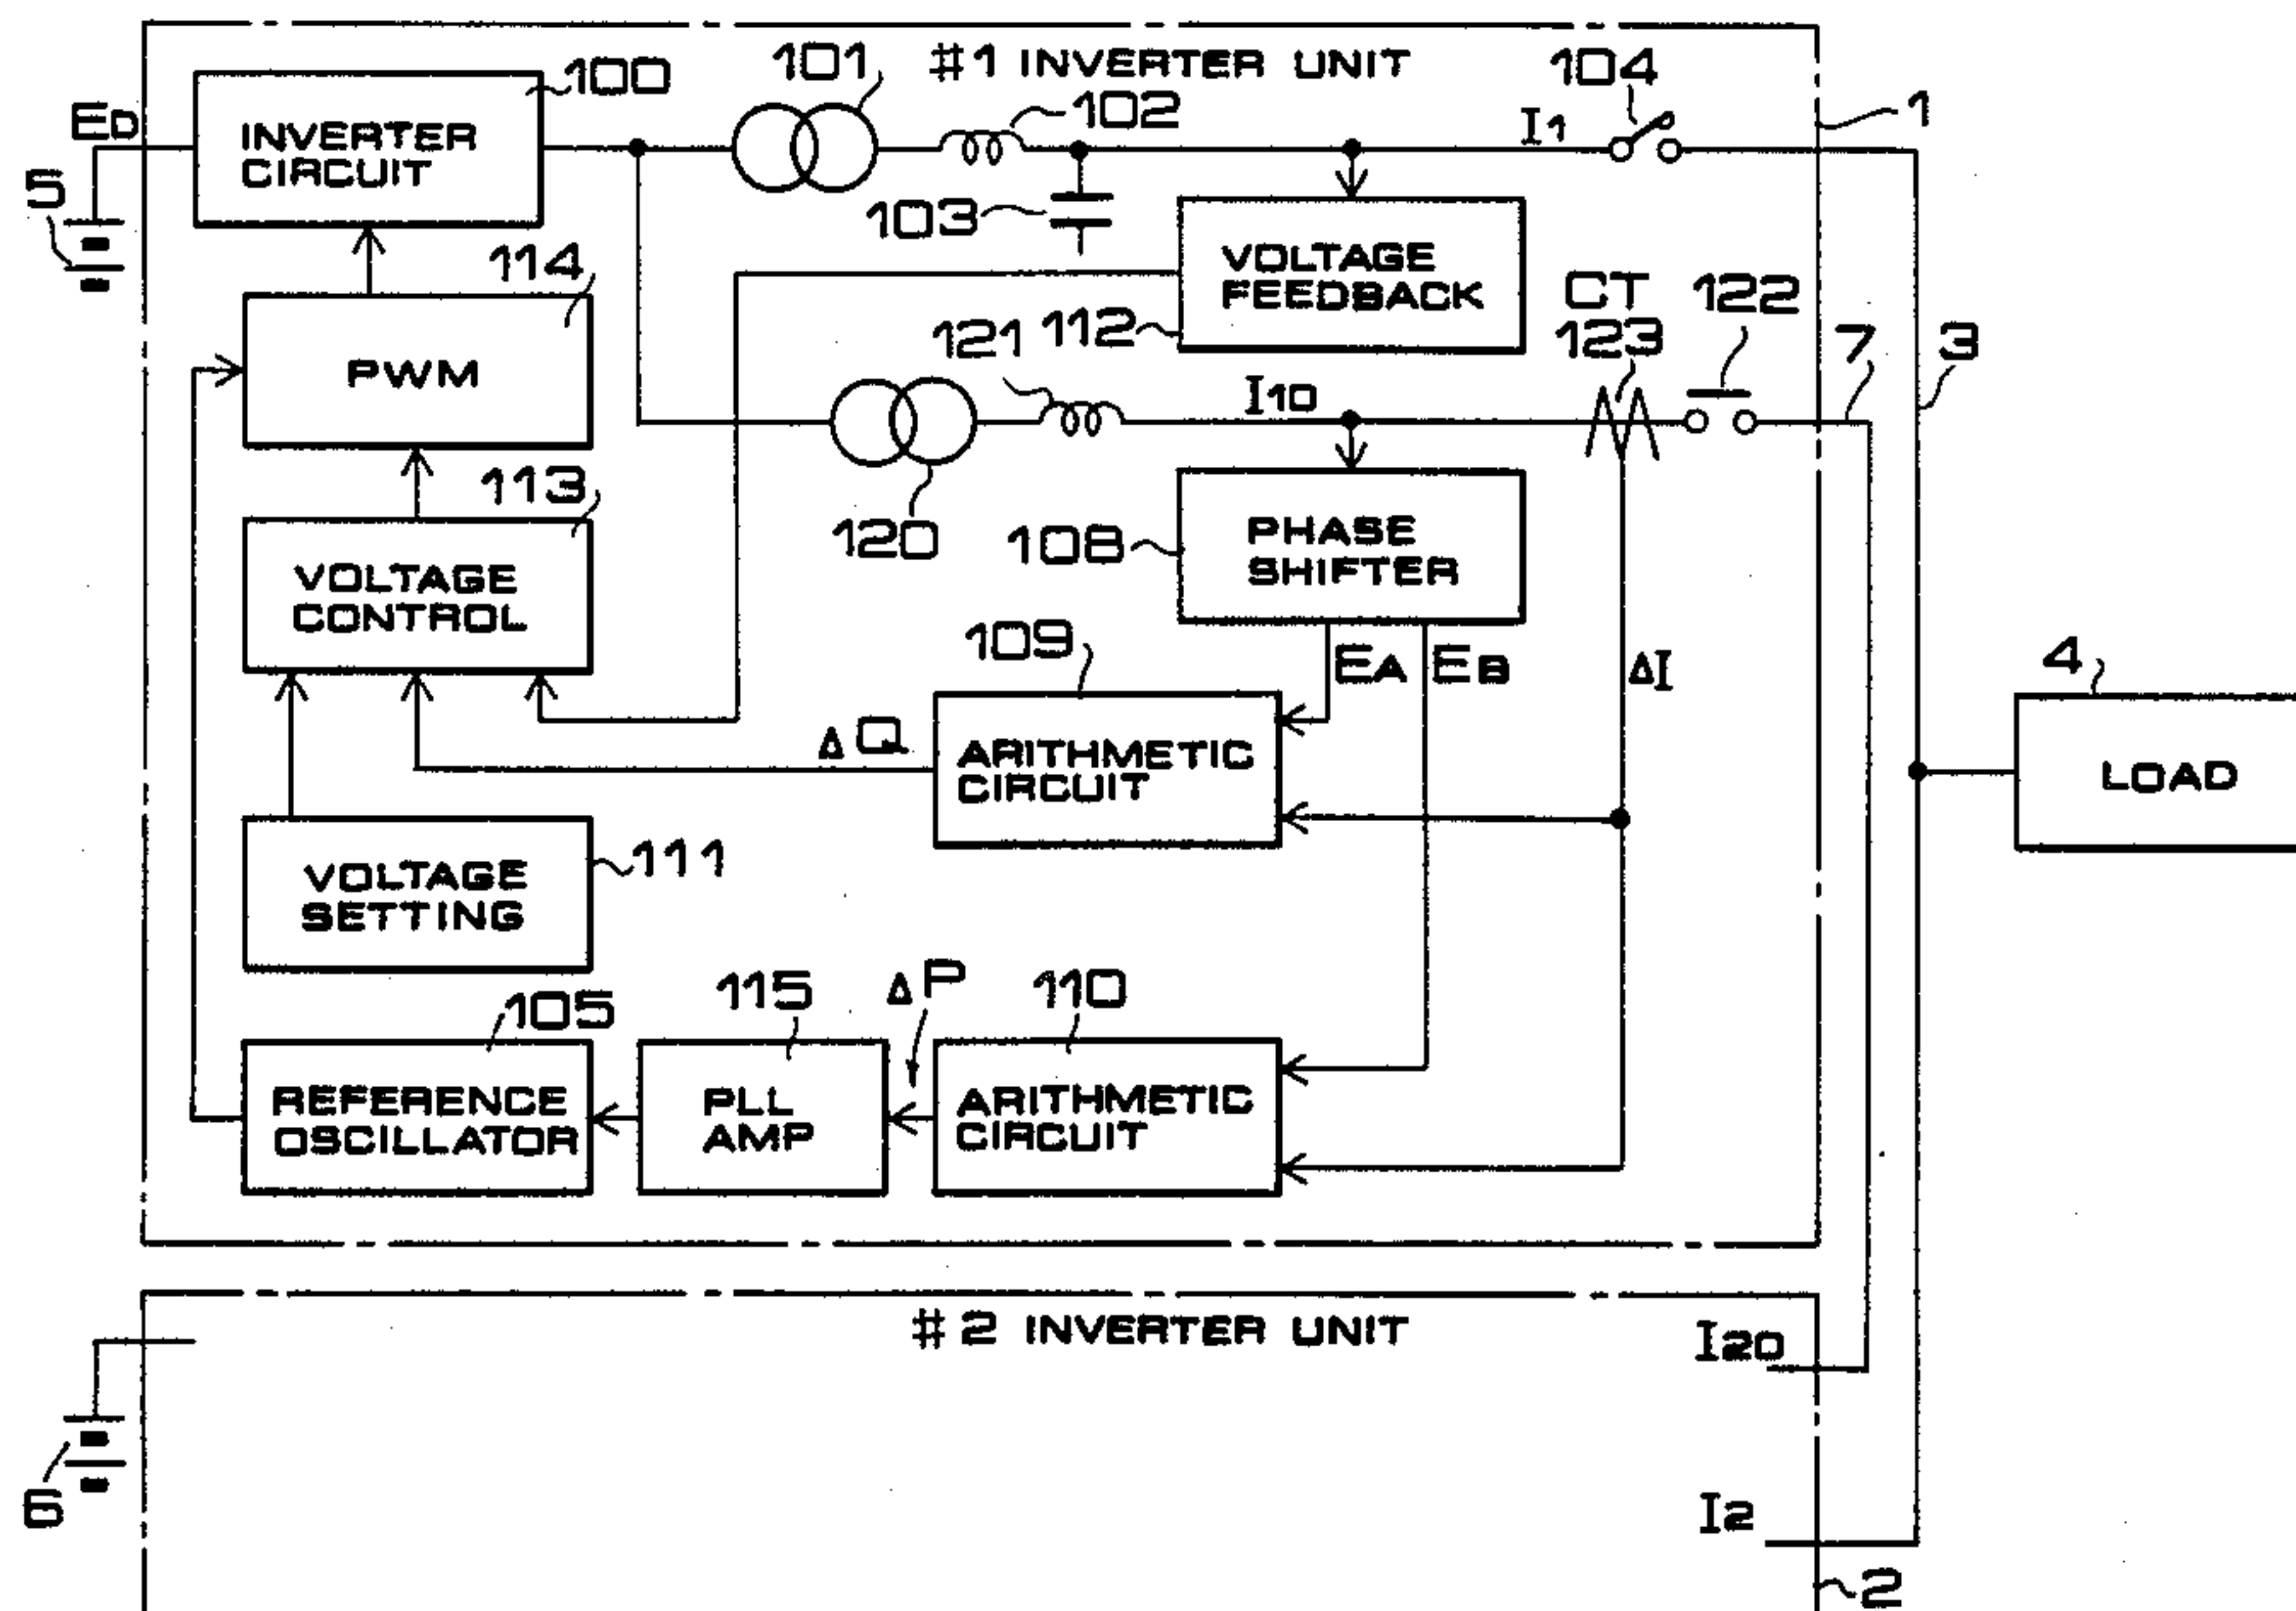 #1 INVERTER UNIT
100
101
102
104
1
ED
INVERTER
CIRCUIT
I1
5
103
114
VOLTAGE
FEEDBACK
112
CT
123
122
7
3
PWM
121
I10
113
120
108
PHASE
SHIFTER
VOLTAGE
CONTROL
109
EA
EB
ΔI
4
LOAD
ΔQ
ARITHMETIC
CIRCUIT
VOLTAGE
SETTING
111
105
115
ΔP
110
REFERENCE
OSCILLATOR
PLL
AMP
ARITHMETIC
CIRCUIT
#2 INVERTER UNIT
I20
6
I2
2